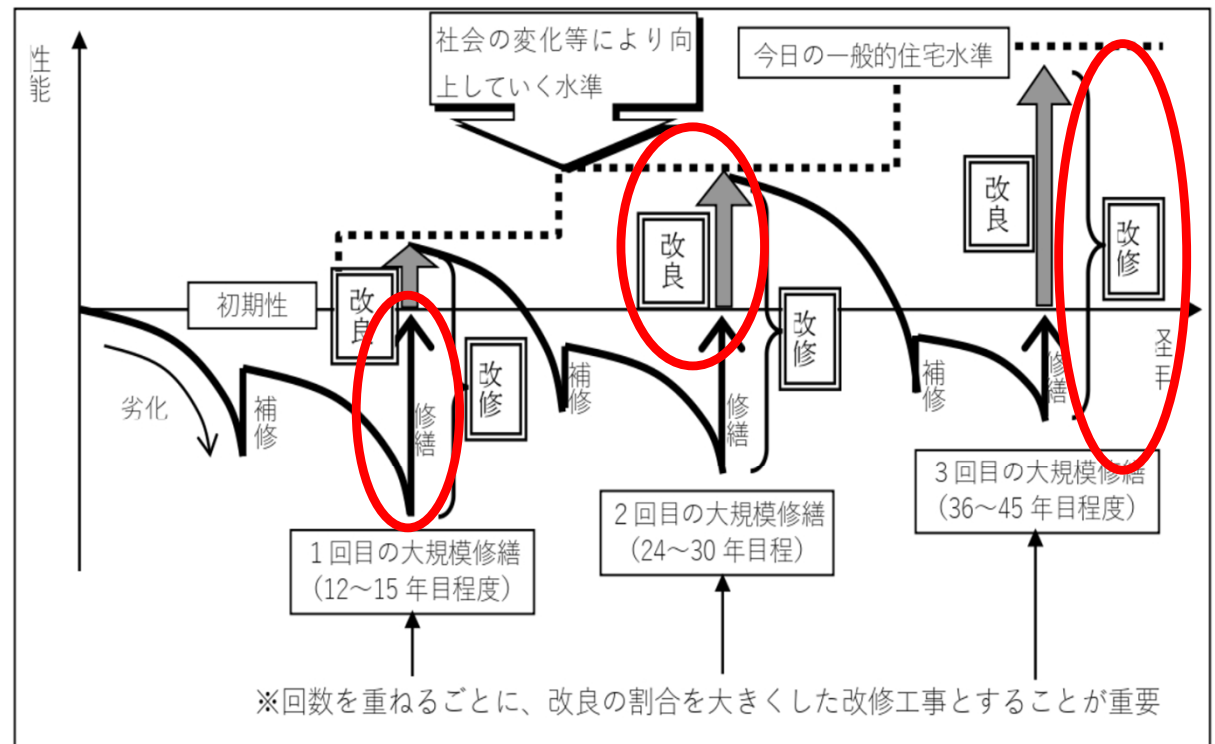 性
能
社会の変化等により向
上していく水準
今日の一般的住宅水準
初期性
劣化
補修
修繕
改良
改修
補修
修繕
改良
改修
補修
修繕
改良
改修
1回目の大規模修繕
(12～15 年目程度)
2回目の大規模修繕
(24～30 年目程)
3回目の大規模修繕
(36～45 年目程度)
※回数を重ねるごとに、改良の割合を大きくした改修工事とすることが重要